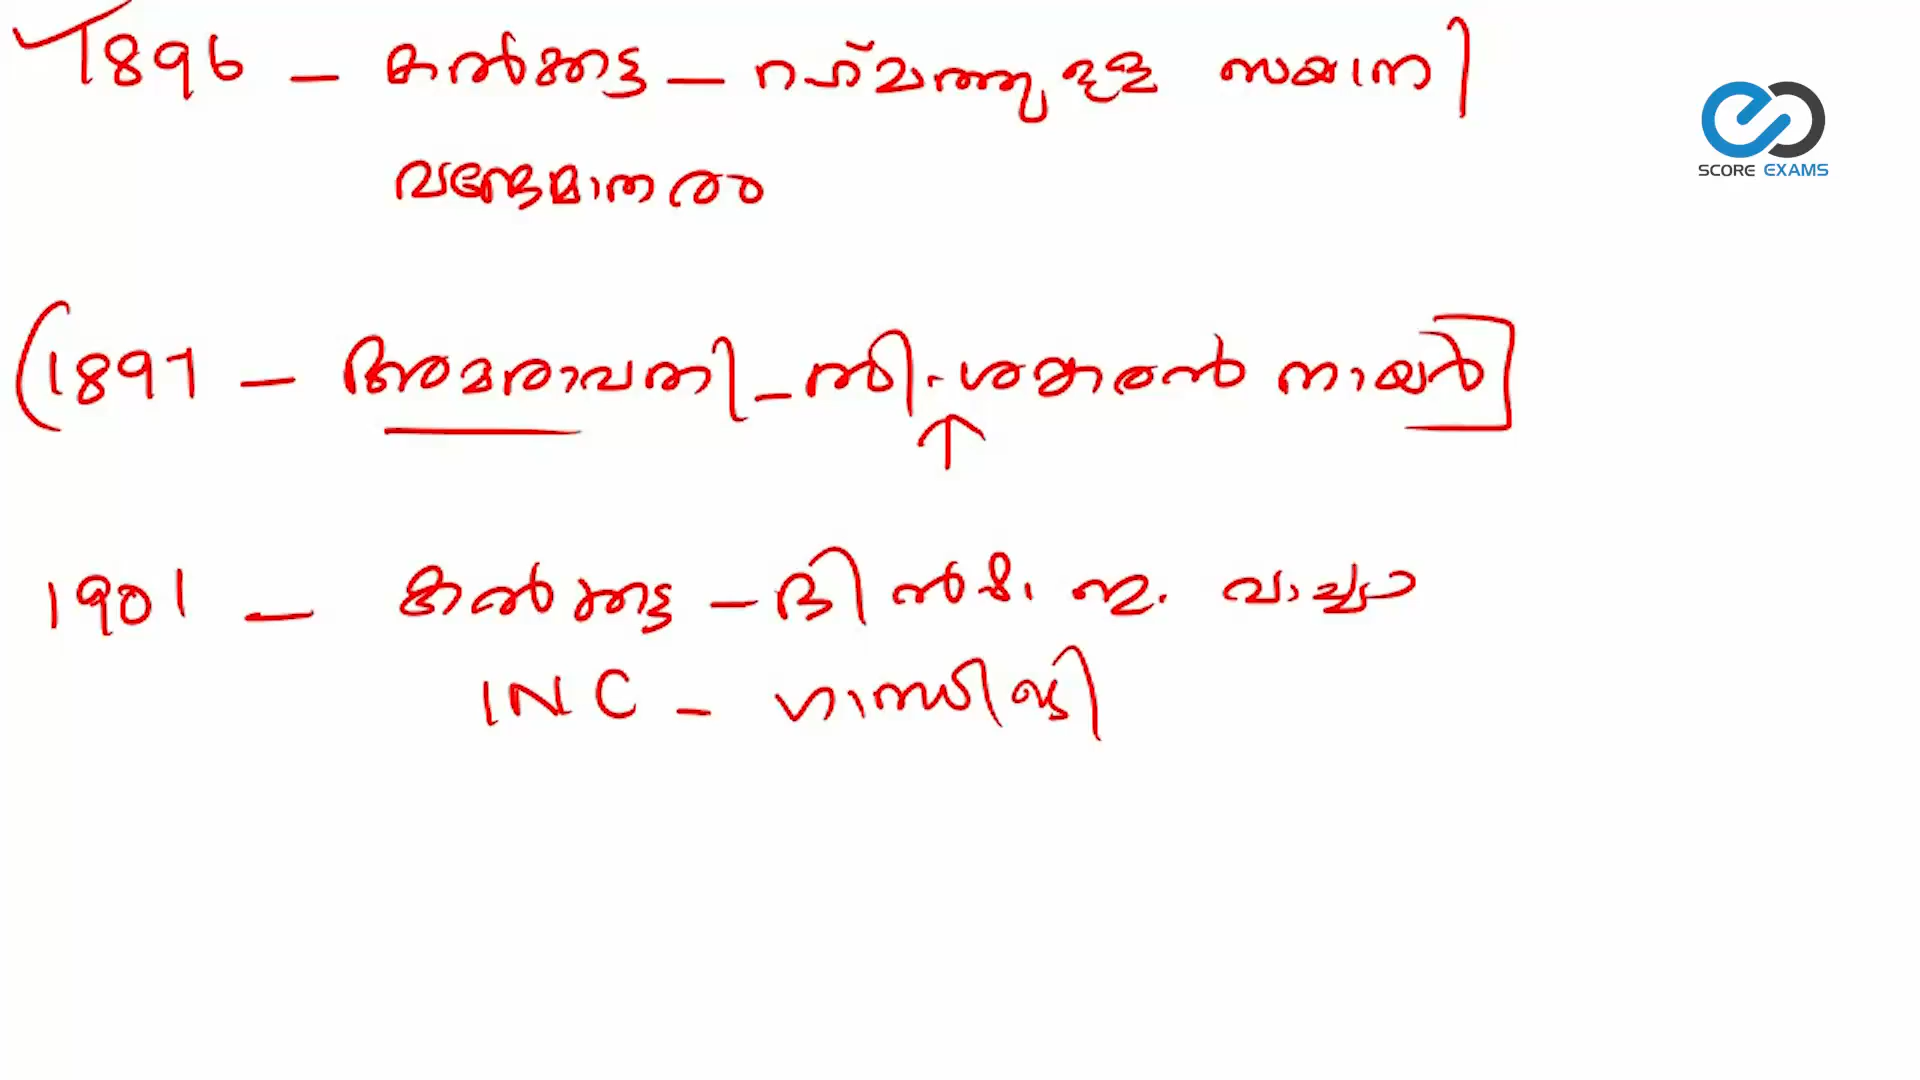 1896 - കൽക്കട്ട - റഹ്മത്തുള്ള സയാനി
വന്ദേമാതരം
(1897 - അമരാവതി - സി. ശങ്കരൻ നായർ]
1901 - കൽക്കട്ട - ദിൻഷ. ഇ. വാച്ചാ
INC - ഗാന്ധിജി
SCORE EXAMS